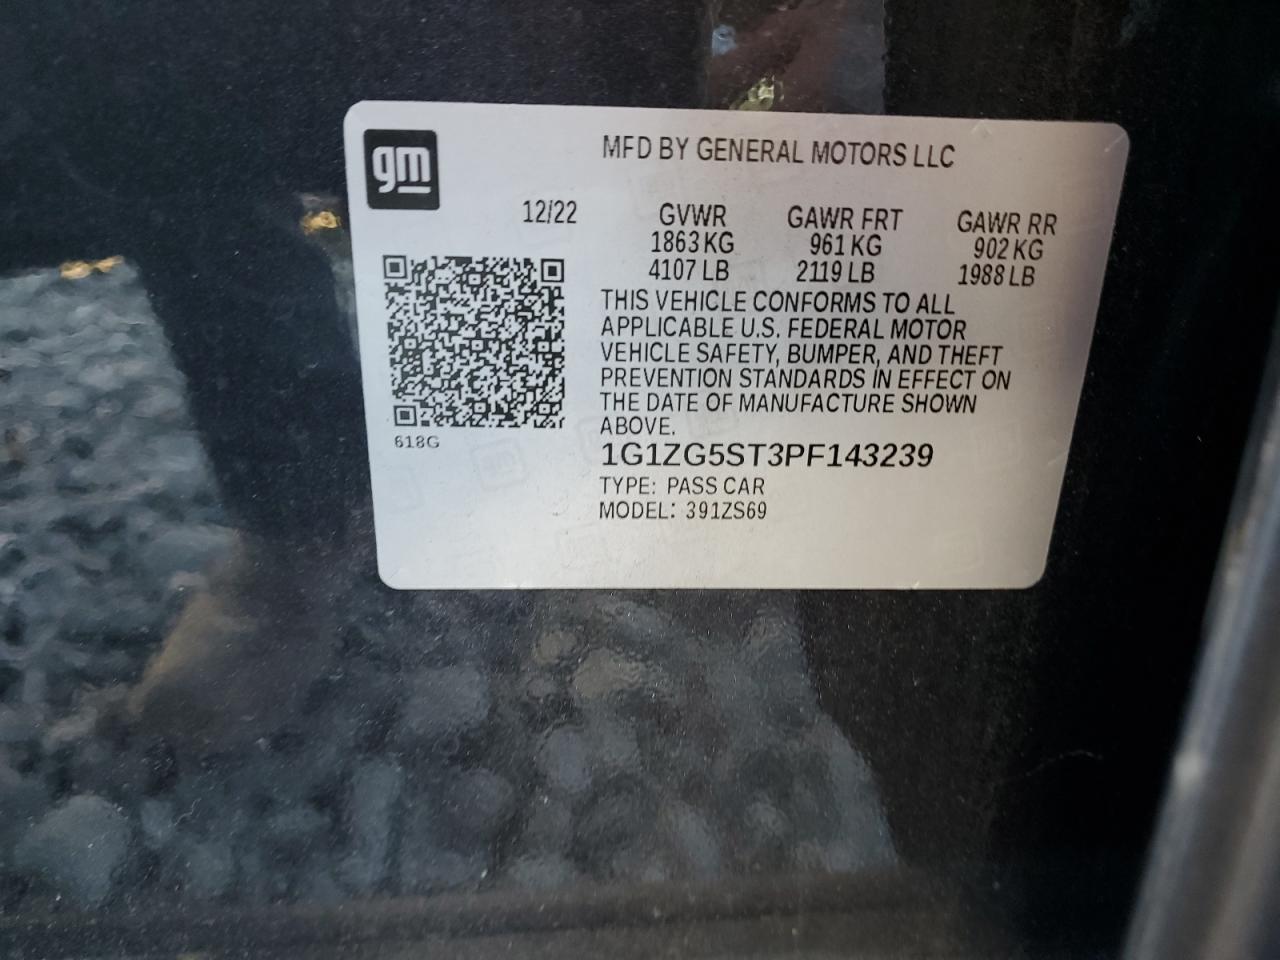 gm
MFD BY GENERAL MOTORS LLC
12/22 GVWR GAWR FRT GAWR RR
1863 KG 961 KG 902 KG
4107 LB 2119 LB 1988 LB
THIS VEHICLE CONFORMS TO ALL
APPLICABLE U.S. FEDERAL MOTOR
VEHICLE SAFETY, BUMPER, AND THEFT
PREVENTION STANDARDS IN EFFECT ON
THE DATE OF MANUFACTURE SHOWN
ABOVE.
618G
1G1ZG5ST3PF143239
TYPE: PASS CAR
MODEL: 391ZS69